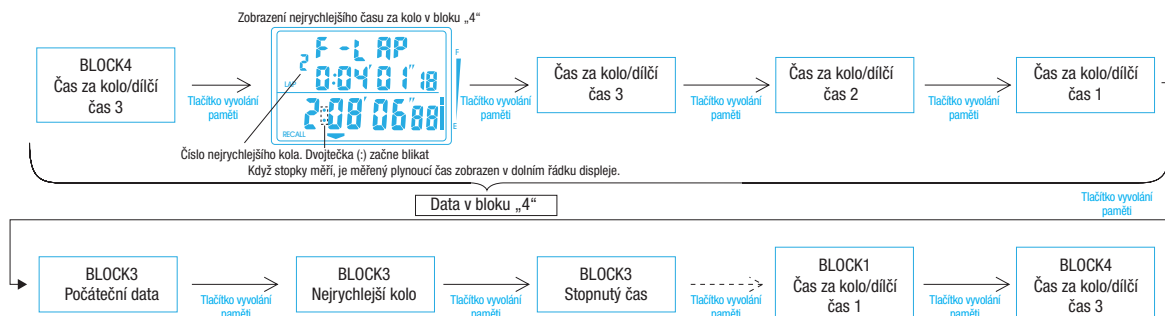 Zobrazení nejrychlejšího času za kolo v bloku „4“
BLOCK4
Čas za kolo/dílčí
čas 3
Tlačítko vyvolání
paměti
F -L AP
2
LAP
0:04' 01" 18
2:08' 06" 88
RECALL
F
E
Tlačítko vyvolání
paměti
Čas za kolo/dílčí
čas 3
Tlačítko vyvolání
paměti
Čas za kolo/dílčí
čas 2
Tlačítko vyvolání
paměti
Čas za kolo/dílčí
čas 1
Číslo nejrychlejšího kola. Dvojtečka (:) začne blikat
Když stopky měří, je měřený plynoucí čas zobrazen v dolním řádku displeje.
Data v bloku „4“
Tlačítko vyvolání
paměti
BLOCK3
Počáteční data
Tlačítko vyvolání
paměti
BLOCK3
Nejrychlejší kolo
Tlačítko vyvolání
paměti
BLOCK3
Stopnutý čas
Tlačítko vyvolání
paměti
BLOCK1
Čas za kolo/dílčí
čas 1
Tlačítko vyvolání
paměti
BLOCK4
Čas za kolo/dílčí
čas 3